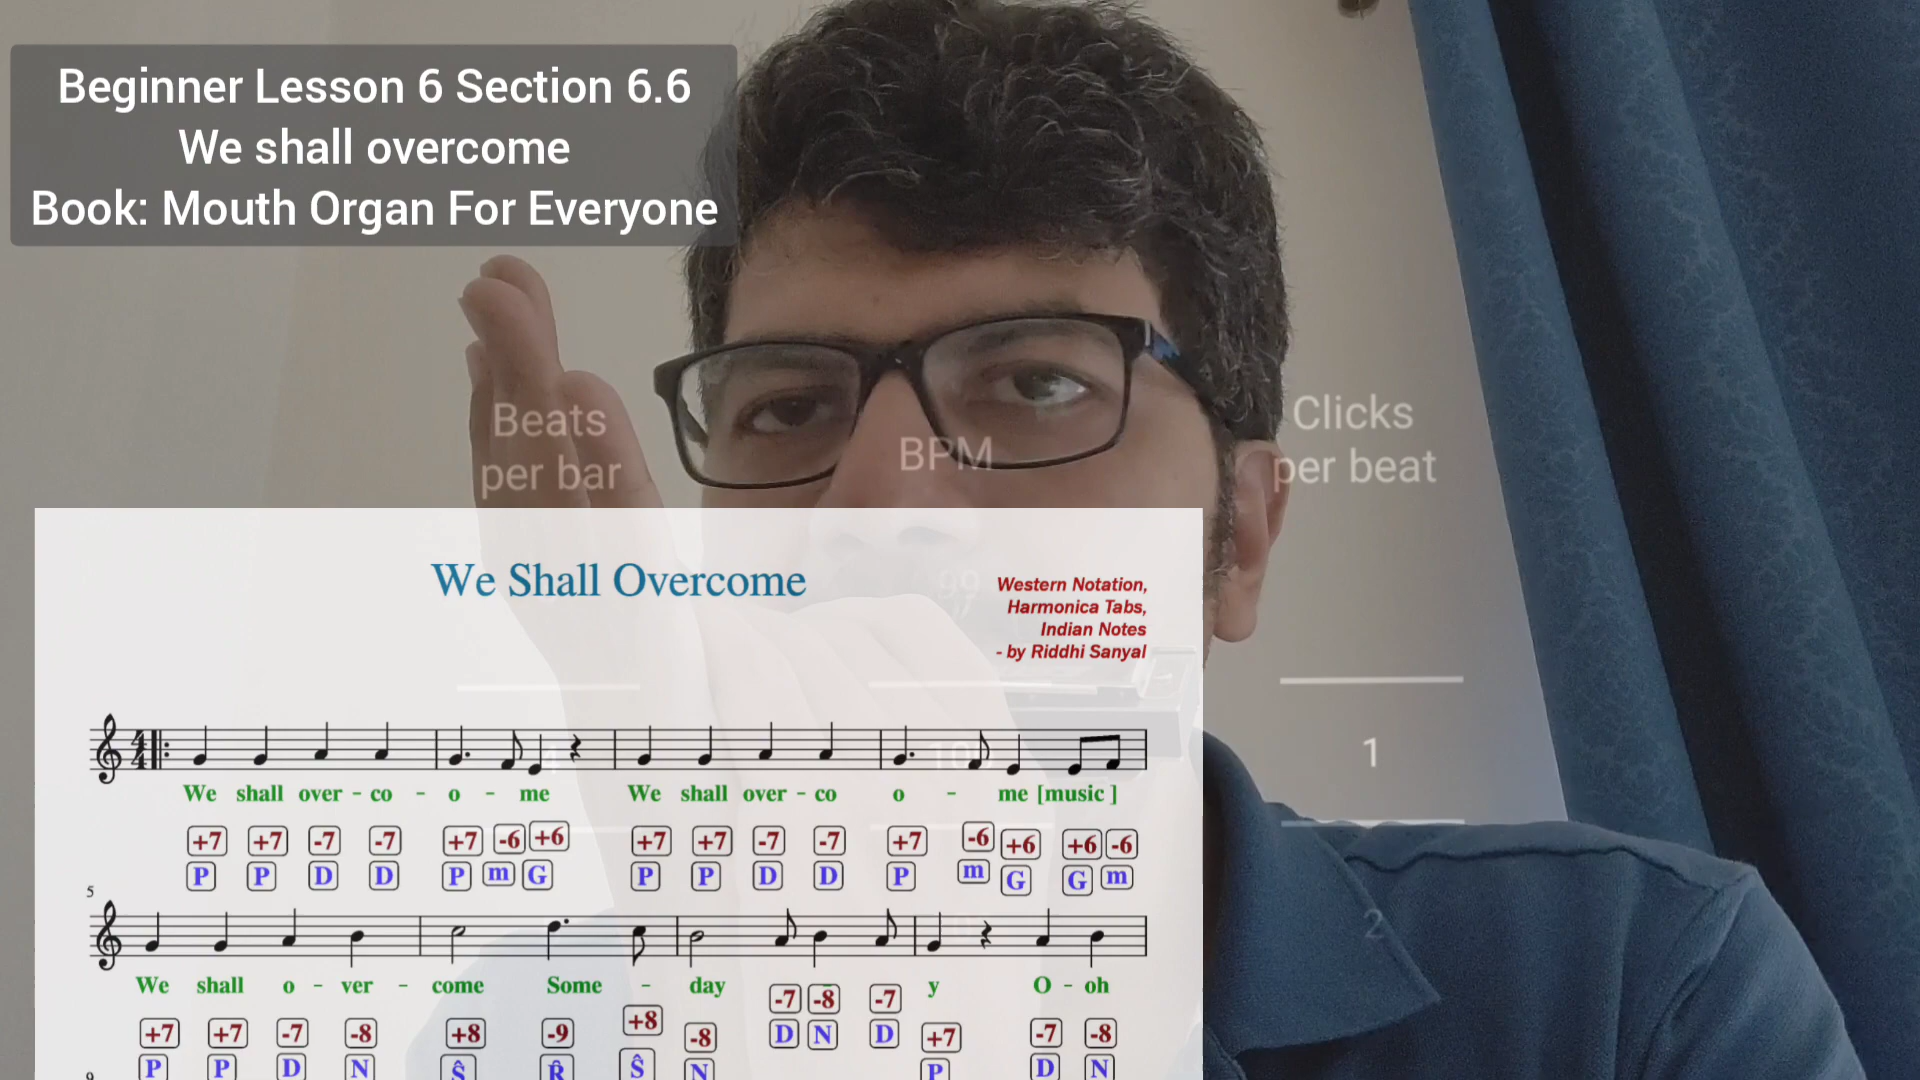 Beginner Lesson 6 Section 6.6
We shall overcome
Book: Mouth Organ For Everyone
Beats
per bar
BPM
Clicks
per beat
1
2
We Shall Overcome
Western Notation,
Harmonica Tabs,
Indian Notes
- by Riddhi Sanyal
4
4
We shall over - co - o - me We shall over - co o - me [music ]
+7 +7 -7 -7 +7 -6 +6 +7 +7 -7 -7 +7 -6 +6 +6 -6
P P D D P m G P P D D P m G G m
5
We shall o - ver - come Some - day y O - oh
+7 +7 -7 -8 +8 -9 +8 -8 -7 -8 -7 +7 -7 -8
P P D N Ŝ R̂ Ŝ N D N D P D N